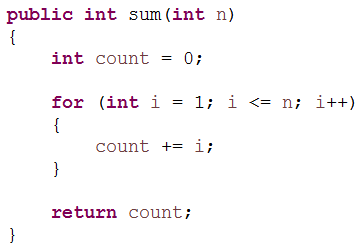 public int sum(int n)
{
    int count = 0;

    for (int i = 1; i <= n; i++)
    {
        count += i;
    }

    return count;
}